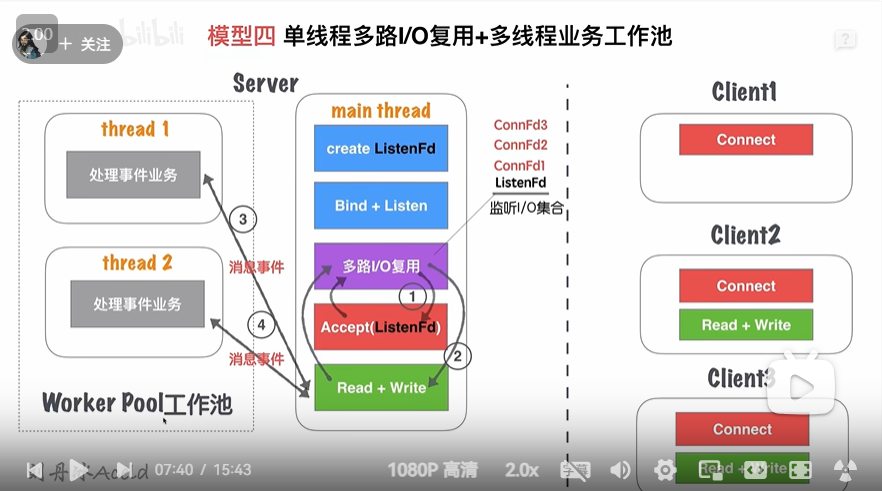 :00
+ 关注
bilibili
模型四 单线程多路I/O复用+多线程业务工作池
?
Server
thread 1
处理事件业务
thread 2
处理事件业务
Worker Pool工作池
main thread
create ListenFd
Bind + Listen
多路I/O复用
Accept(ListenFd)
Read + Write
①
②
③
消息事件
④
消息事件
ConnFd3
ConnFd2
ConnFd1
ListenFd
监听I/O集合
Client1
Connect
Client2
Connect
Read + Write
Client3
Connect
Read + Write
07:40 / 15:43
1080P 高清
2.0x
字幕